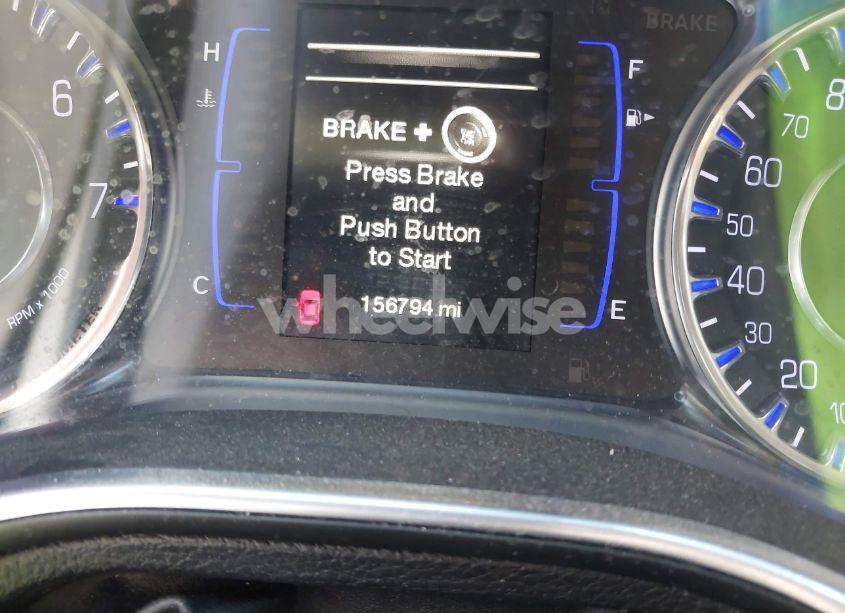 BRAKE
H
F
BRAKE +
Press Brake
and
Push Button
to Start
C
E
156794 mi
wheelwise
6
7
RPM x 1000
80
70
60
50
40
30
20
10